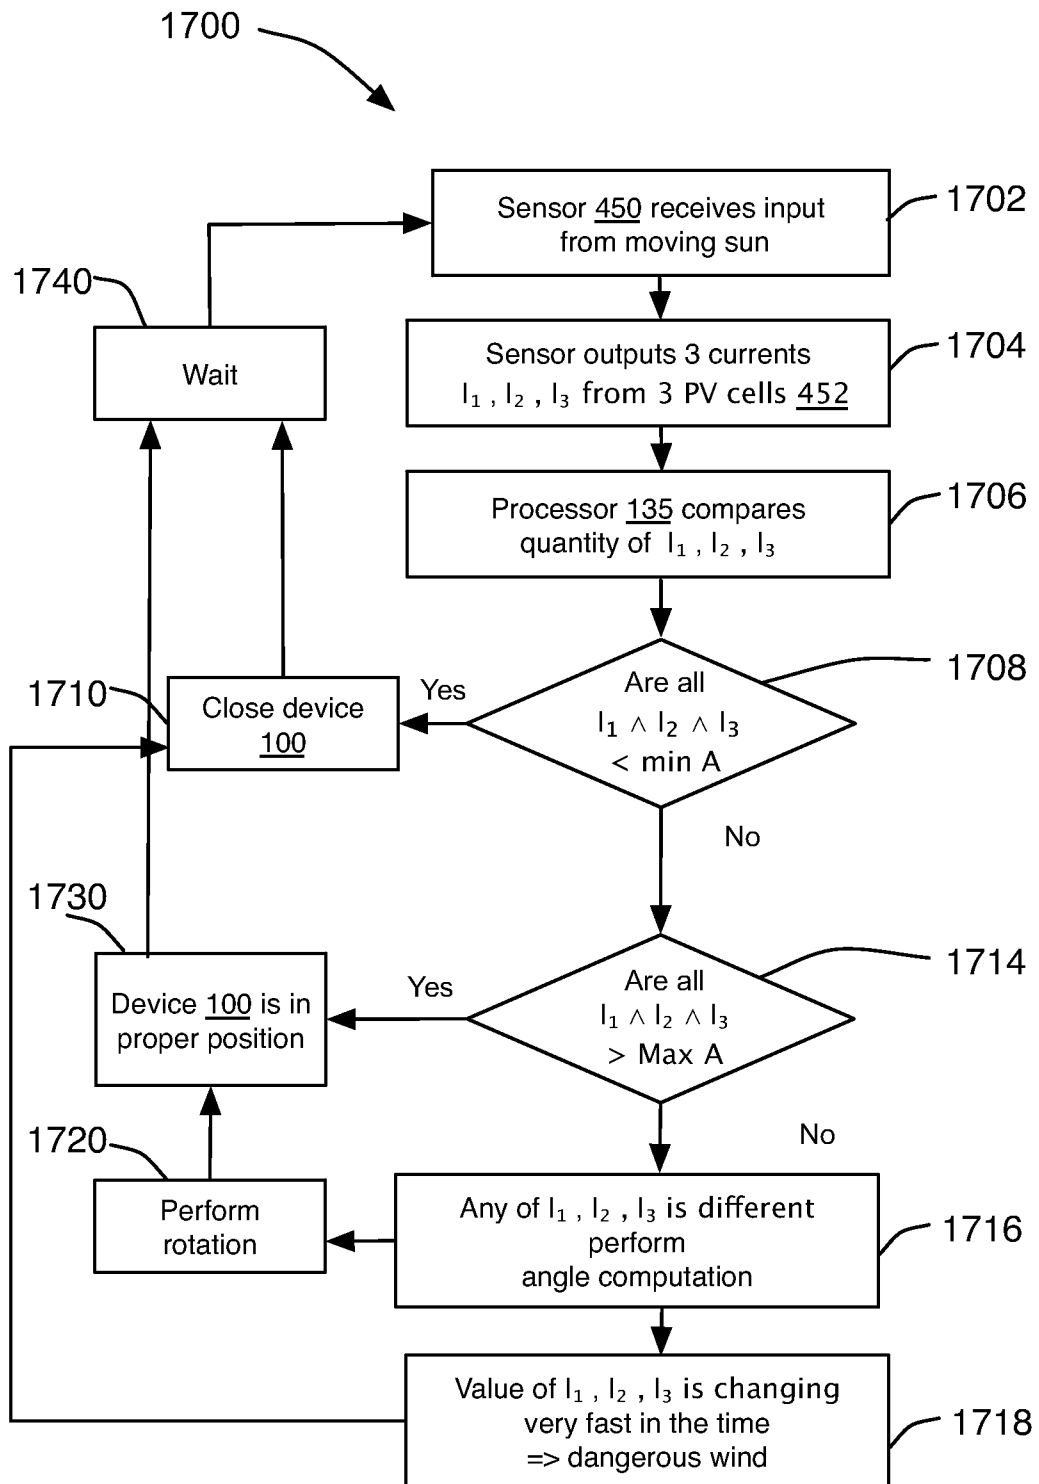 1700
Sensor 450 receives input
from moving sun
1702
1740
Wait
Sensor outputs 3 currents
I₁ , I₂ , I₃ from 3 PV cells 452
1704
Processor 135 compares
quantity of I₁ , I₂ , I₃
1706
1710
Close device
100
Yes
Are all
I₁ ∧ I₂ ∧ I₃
< min A
1708
No
1730
Device 100 is in
proper position
Yes
Are all
I₁ ∧ I₂ ∧ I₃
> Max A
1714
No
1720
Perform
rotation
Any of I₁ , I₂ , I₃ is different
perform
angle computation
1716
Value of I₁ , I₂ , I₃ is changing
very fast in the time
=> dangerous wind
1718